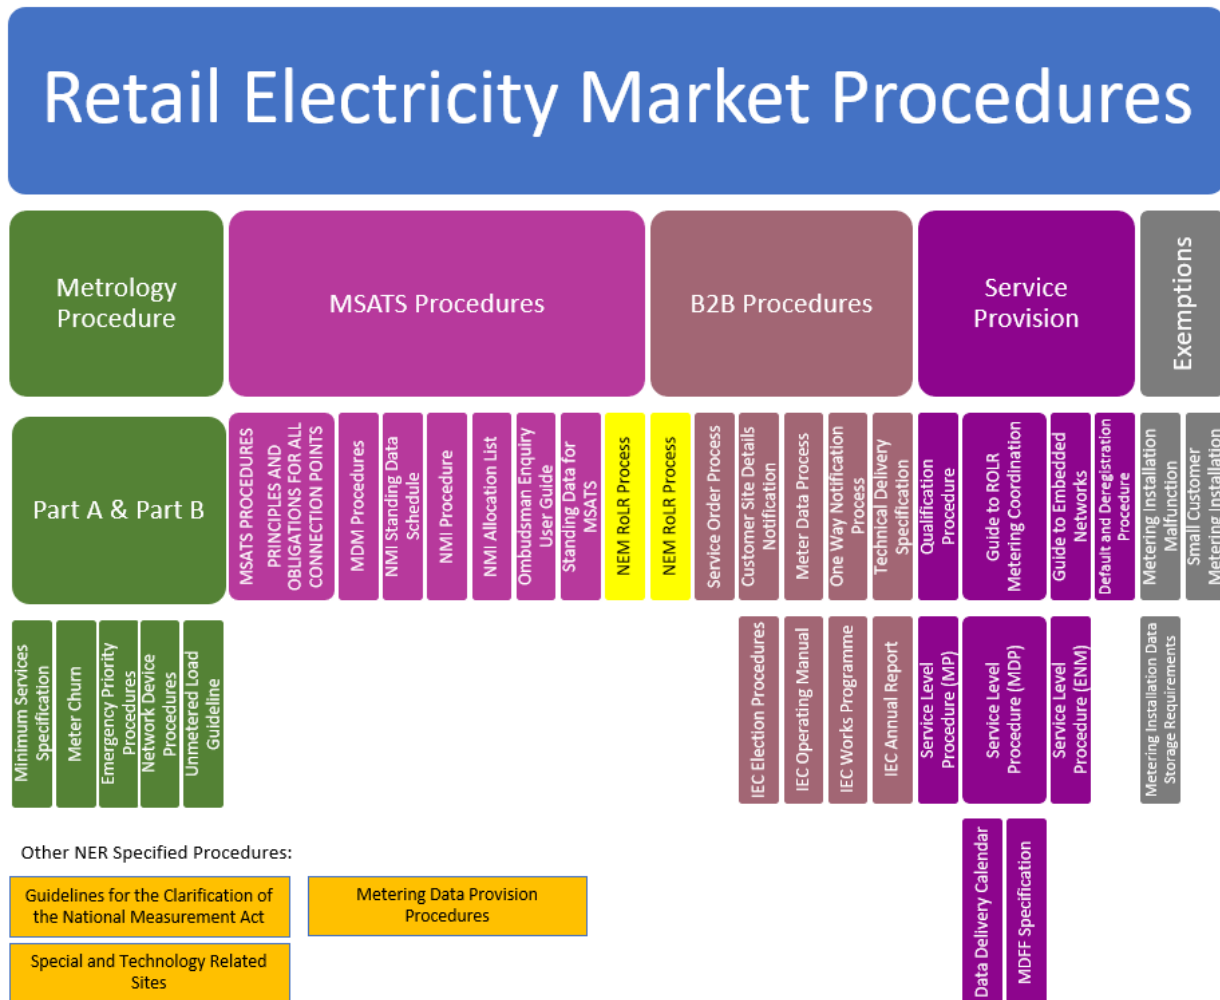 Retail Electricity Market Procedures
Metrology
Procedure
MSATS Procedures
B2B Procedures
Service
Provision
Exemptions
Part A & Part B
MSATS PROCEDURES
PRINCIPLES AND
OBLIGATIONS FOR ALL
CONNECTION POINTS
MDM Procedures
NMI Standing Data
Schedule
NMI Procedure
NMI Allocation List
Ombudsman Enquiry
User Guide
Standing Data for
MSATS
NEM RoLR Process
NEM RoLR Process
Service Order Process
Customer Site Details
Notification
Meter Data Process
One Way Notification
Process
Technical Delivery
Specification
Qualification
Procedure
Guide to ROLR
Metering Coordination
Guide to Embedded
Networks
Default and Deregistration
Procedure
Metering Installation
Malfunction
Small Customer
Metering Installation
Minimum Services
Specification
Meter Churn
Emergency Priority
Procedures
Network Device
Procedures
Unmetered Load
Guideline
IEC Election Procedures
IEC Operating Manual
IEC Works Programme
IEC Annual Report
Service Level
Procedure (MP)
Service Level
Procedure (MDP)
Service Level
Procedure (ENM)
Metering Installation Data
Storage Requirements
Data Delivery Calendar
MDFF Specification
Other NER Specified Procedures:
Guidelines for the Clarification of
the National Measurement Act
Metering Data Provision
Procedures
Special and Technology Related
Sites